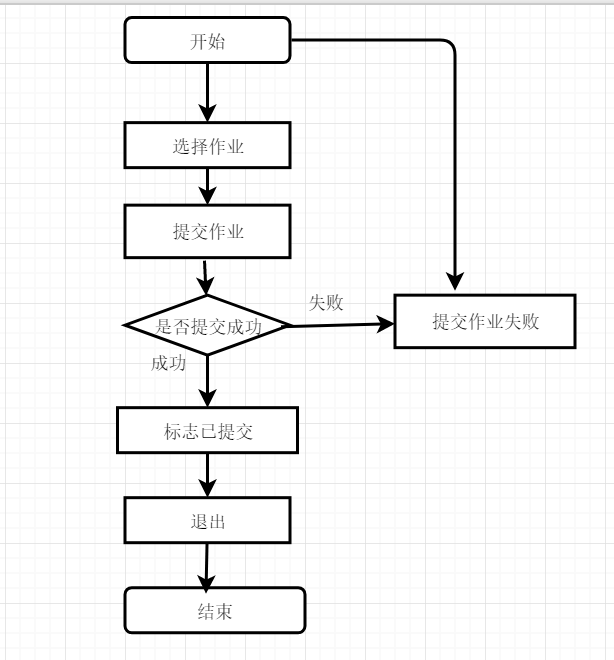 开始
选择作业
提交作业
失败
是否提交成功
提交作业失败
成功
标志已提交
退出
结束